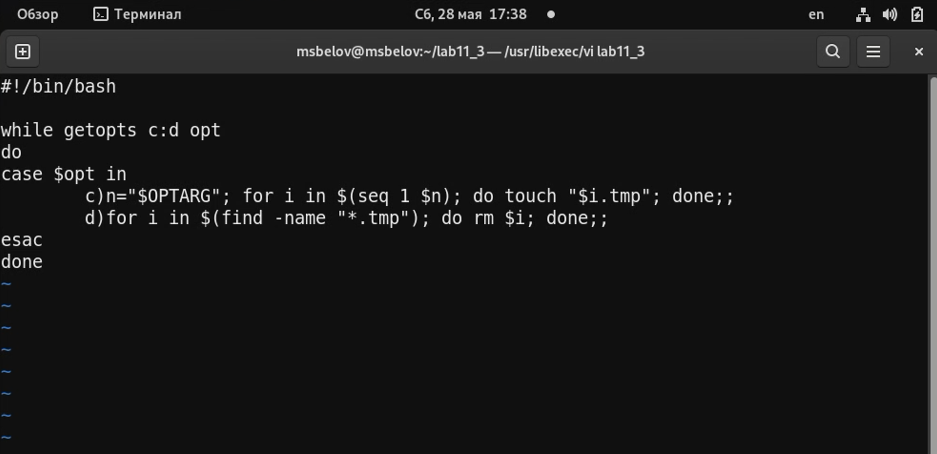 Обзор Терминал Сб, 28 мая 17:38 en
msbelov@msbelov:~/lab11_3 — /usr/libexec/vi lab11_3
#!/bin/bash
while getopts c:d opt
do
case $opt in
c)n="$OPTARG"; for i in $(seq 1 $n); do touch "$i.tmp"; done;;
d)for i in $(find -name "*.tmp"); do rm $i; done;;
esac
done
~
~
~
~
~
~
~
~